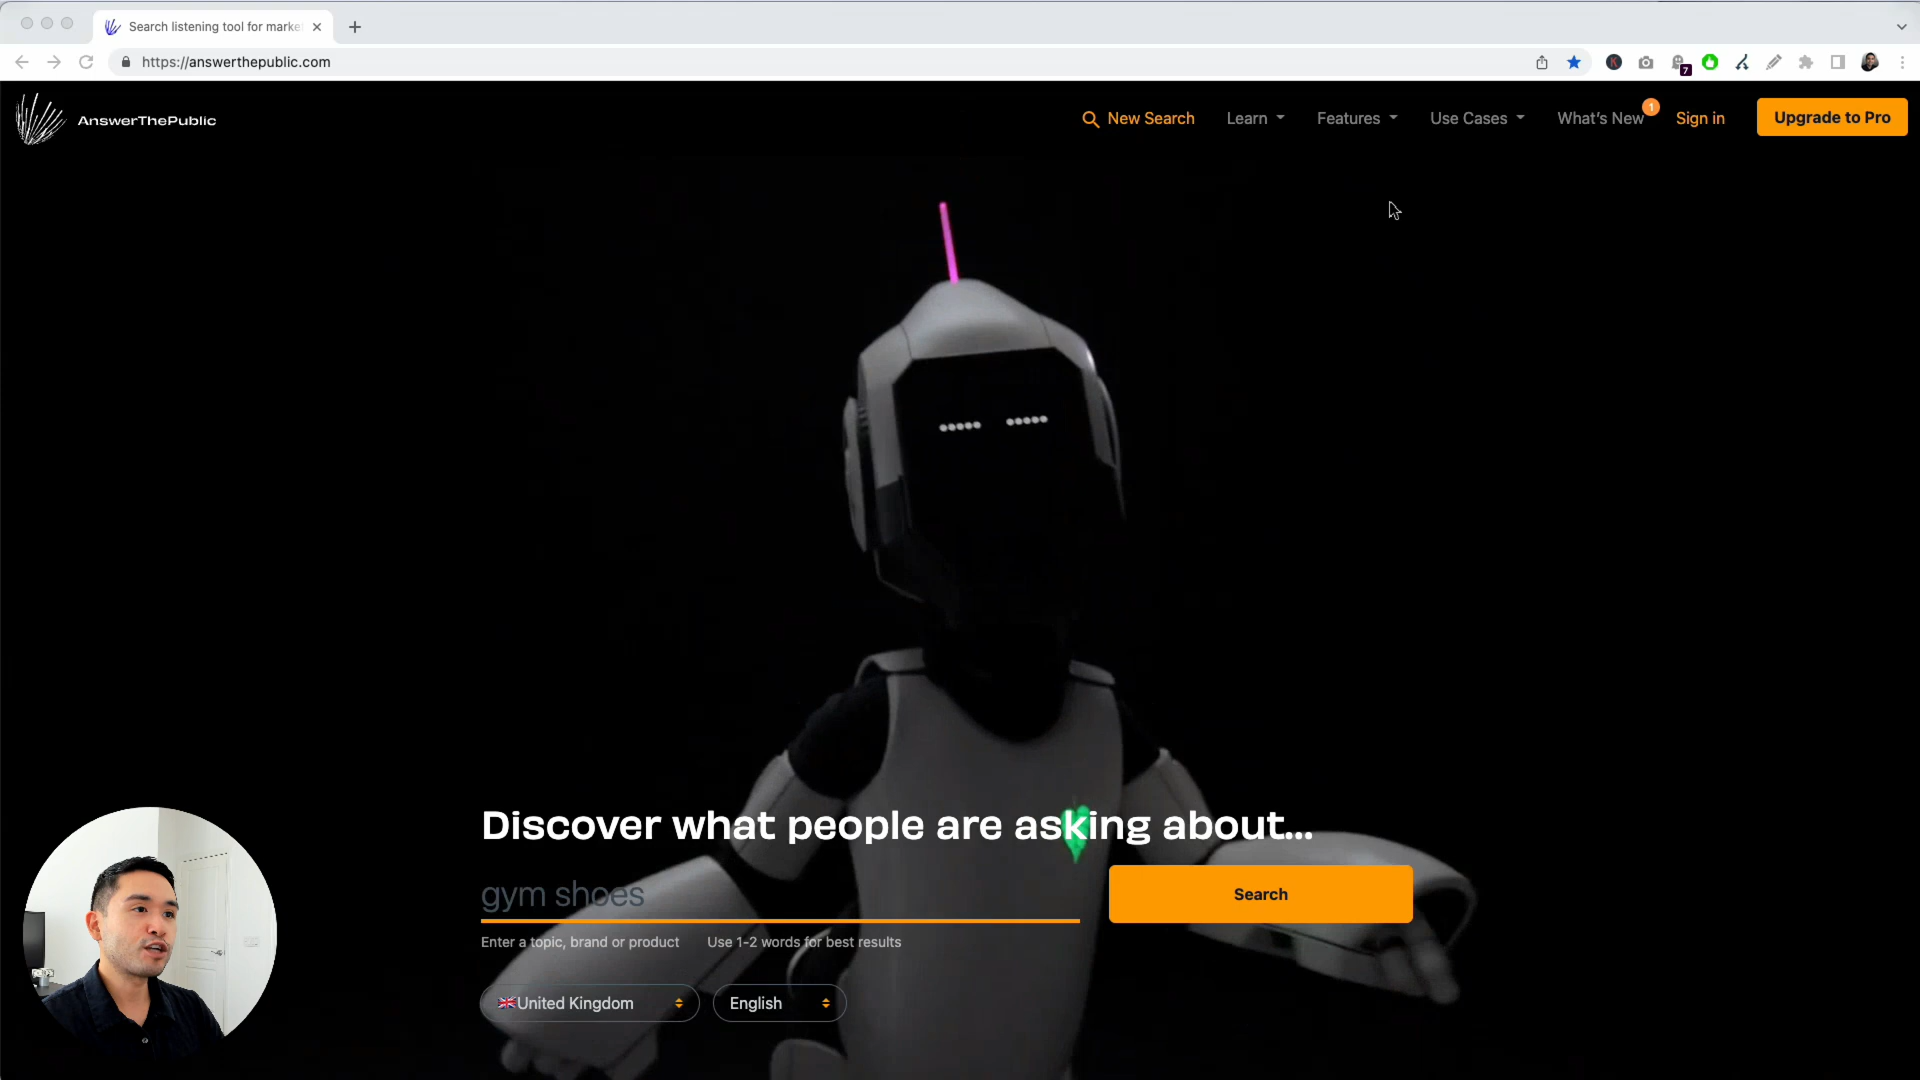 Search listening tool for marke
https://answerthepublic.com
7
AnswerThePublic
New Search
Learn
Features
Use Cases
What's New
1
Sign in
Upgrade to Pro
Discover what people are asking about...
gym shoes
Search
Enter a topic, brand or product
Use 1-2 words for best results
United Kingdom
English